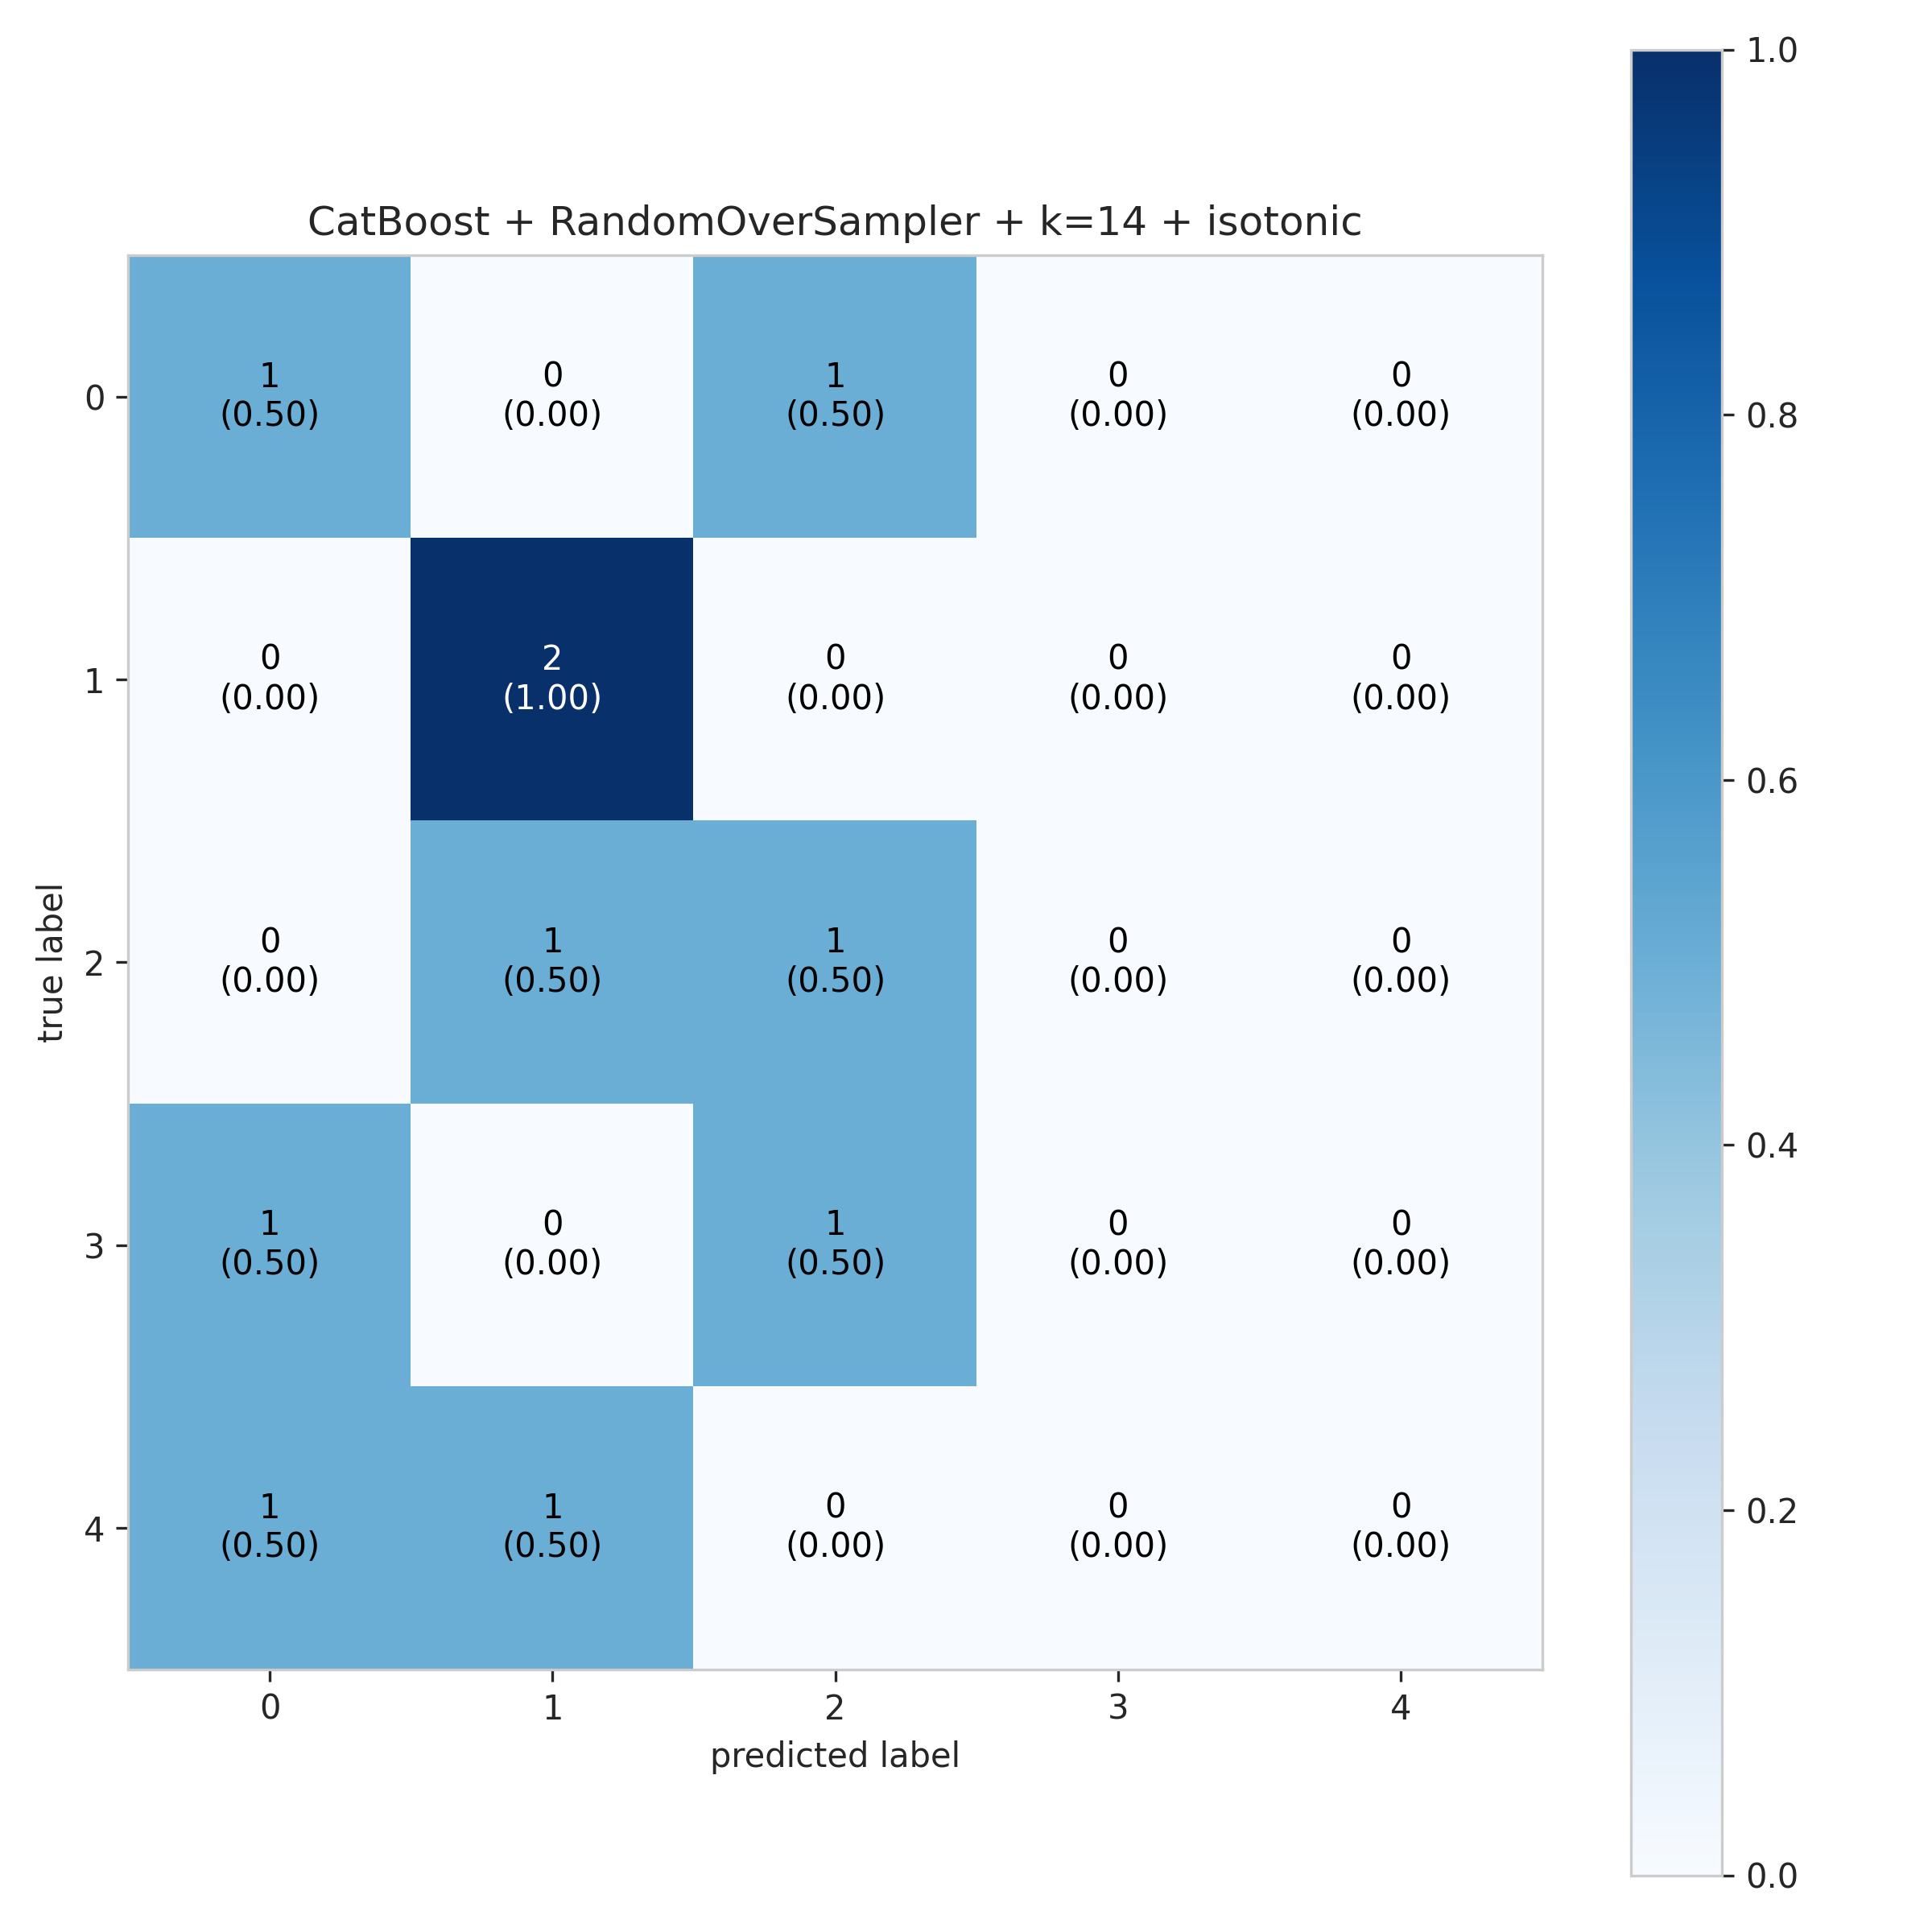 CatBoost + RandomOverSampler + k=14 + isotonic
1.0
0.8
0.6
0.4
0.2
0.0
true label
0
1
2
3
4
1 0 1 0 0
(0.50) (0.00) (0.50) (0.00) (0.00)
0 2 0 0 0
(0.00) (1.00) (0.00) (0.00) (0.00)
0 1 1 0 0
(0.00) (0.50) (0.50) (0.00) (0.00)
1 0 1 0 0
(0.50) (0.00) (0.50) (0.00) (0.00)
1 1 0 0 0
(0.50) (0.50) (0.00) (0.00) (0.00)
0 1 2 3 4
predicted label